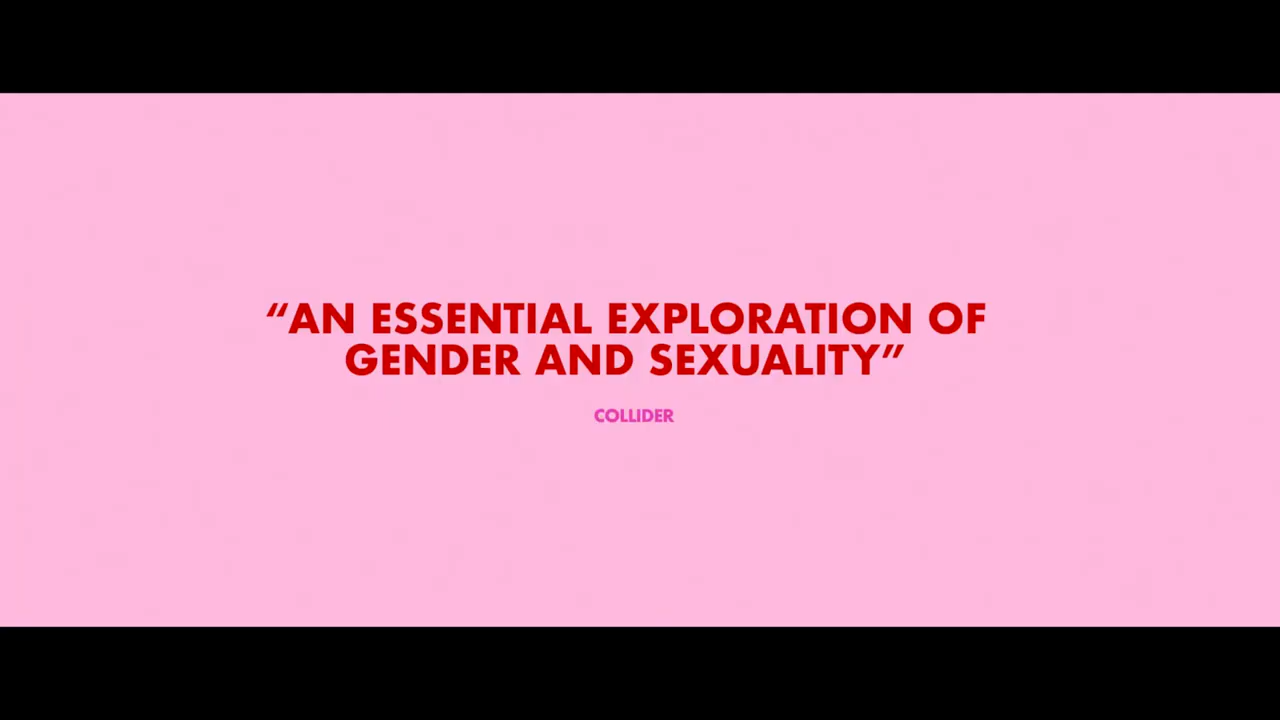 “AN ESSENTIAL EXPLORATION OF
GENDER AND SEXUALITY”
COLLIDER